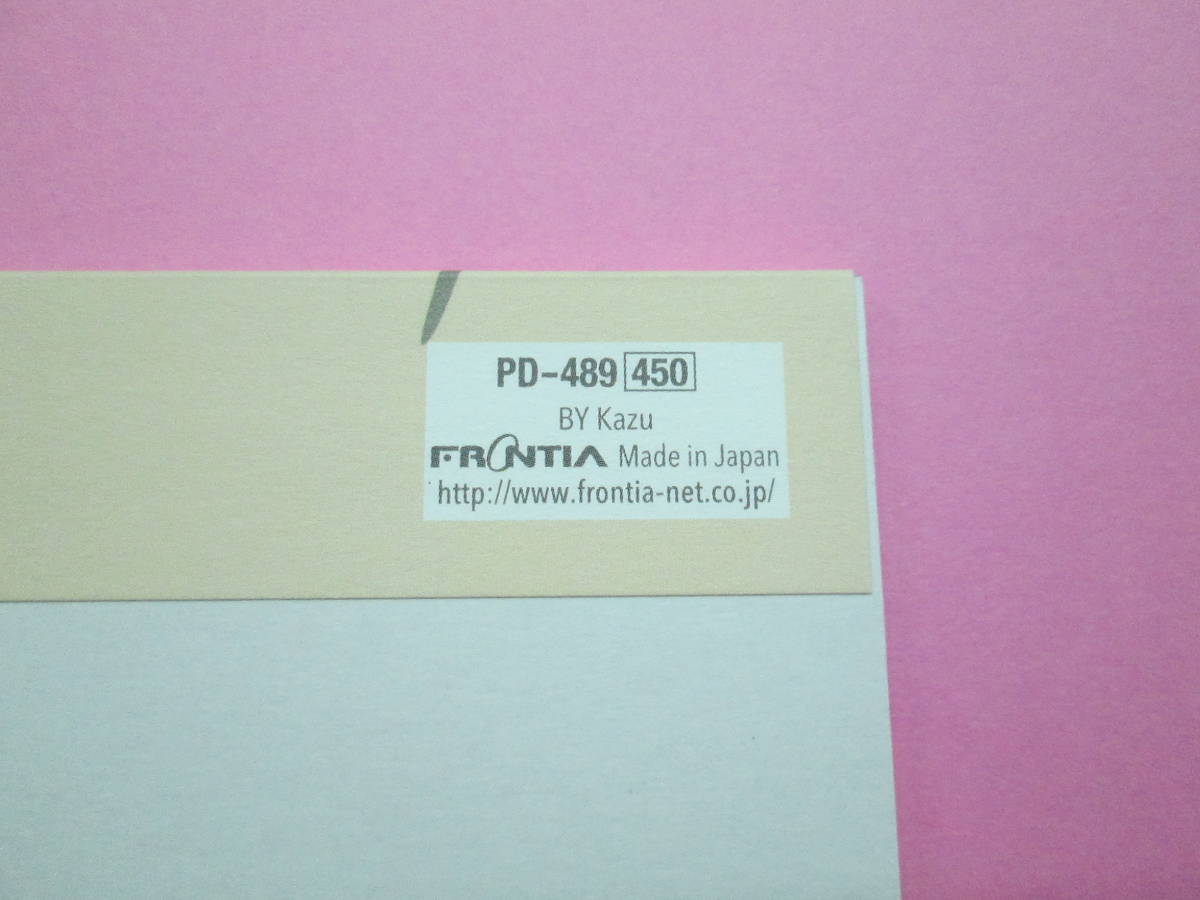 PD-489 450
BY Kazu
FRONTIA Made in Japan
http://www.frontia-net.co.jp/